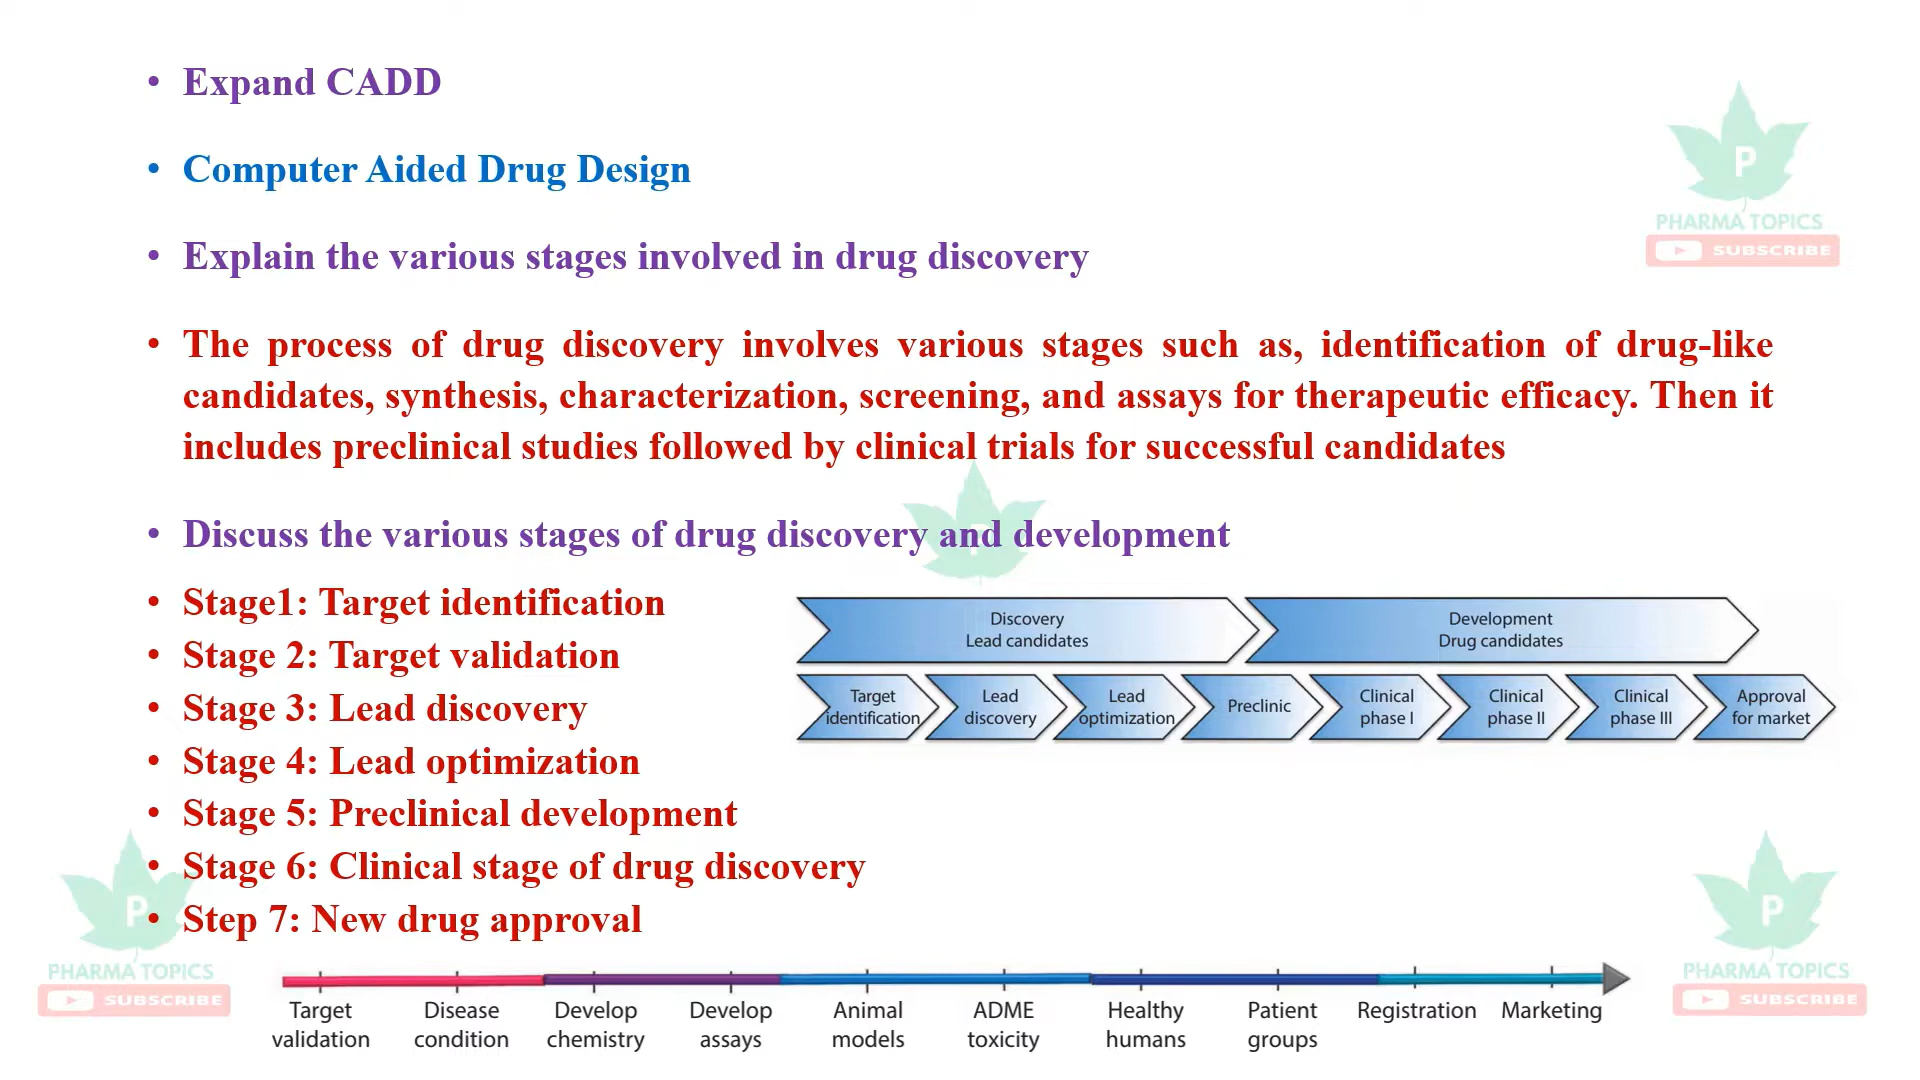 • Expand CADD
• Computer Aided Drug Design
• Explain the various stages involved in drug discovery
• The process of drug discovery involves various stages such as, identification of drug-like
candidates, synthesis, characterization, screening, and assays for therapeutic efficacy. Then it
includes preclinical studies followed by clinical trials for successful candidates
• Discuss the various stages of drug discovery and development
• Stage1: Target identification
• Stage 2: Target validation
• Stage 3: Lead discovery
• Stage 4: Lead optimization
• Stage 5: Preclinical development
• Stage 6: Clinical stage of drug discovery
• Step 7: New drug approval
P
PHARMA TOPICS
SUBSCRIBE
Discovery
Lead candidates
Development
Drug candidates
Target
identification
Lead
discovery
Lead
optimization
Preclinic
Clinical
phase I
Clinical
phase II
Clinical
phase III
Approval
for market
P
PHARMA TOPICS
SUBSCRIBE
P
PHARMA TOPICS
SUBSCRIBE
Target
validation
Disease
condition
Develop
chemistry
Develop
assays
Animal
models
ADME
toxicity
Healthy
humans
Patient
groups
Registration
Marketing